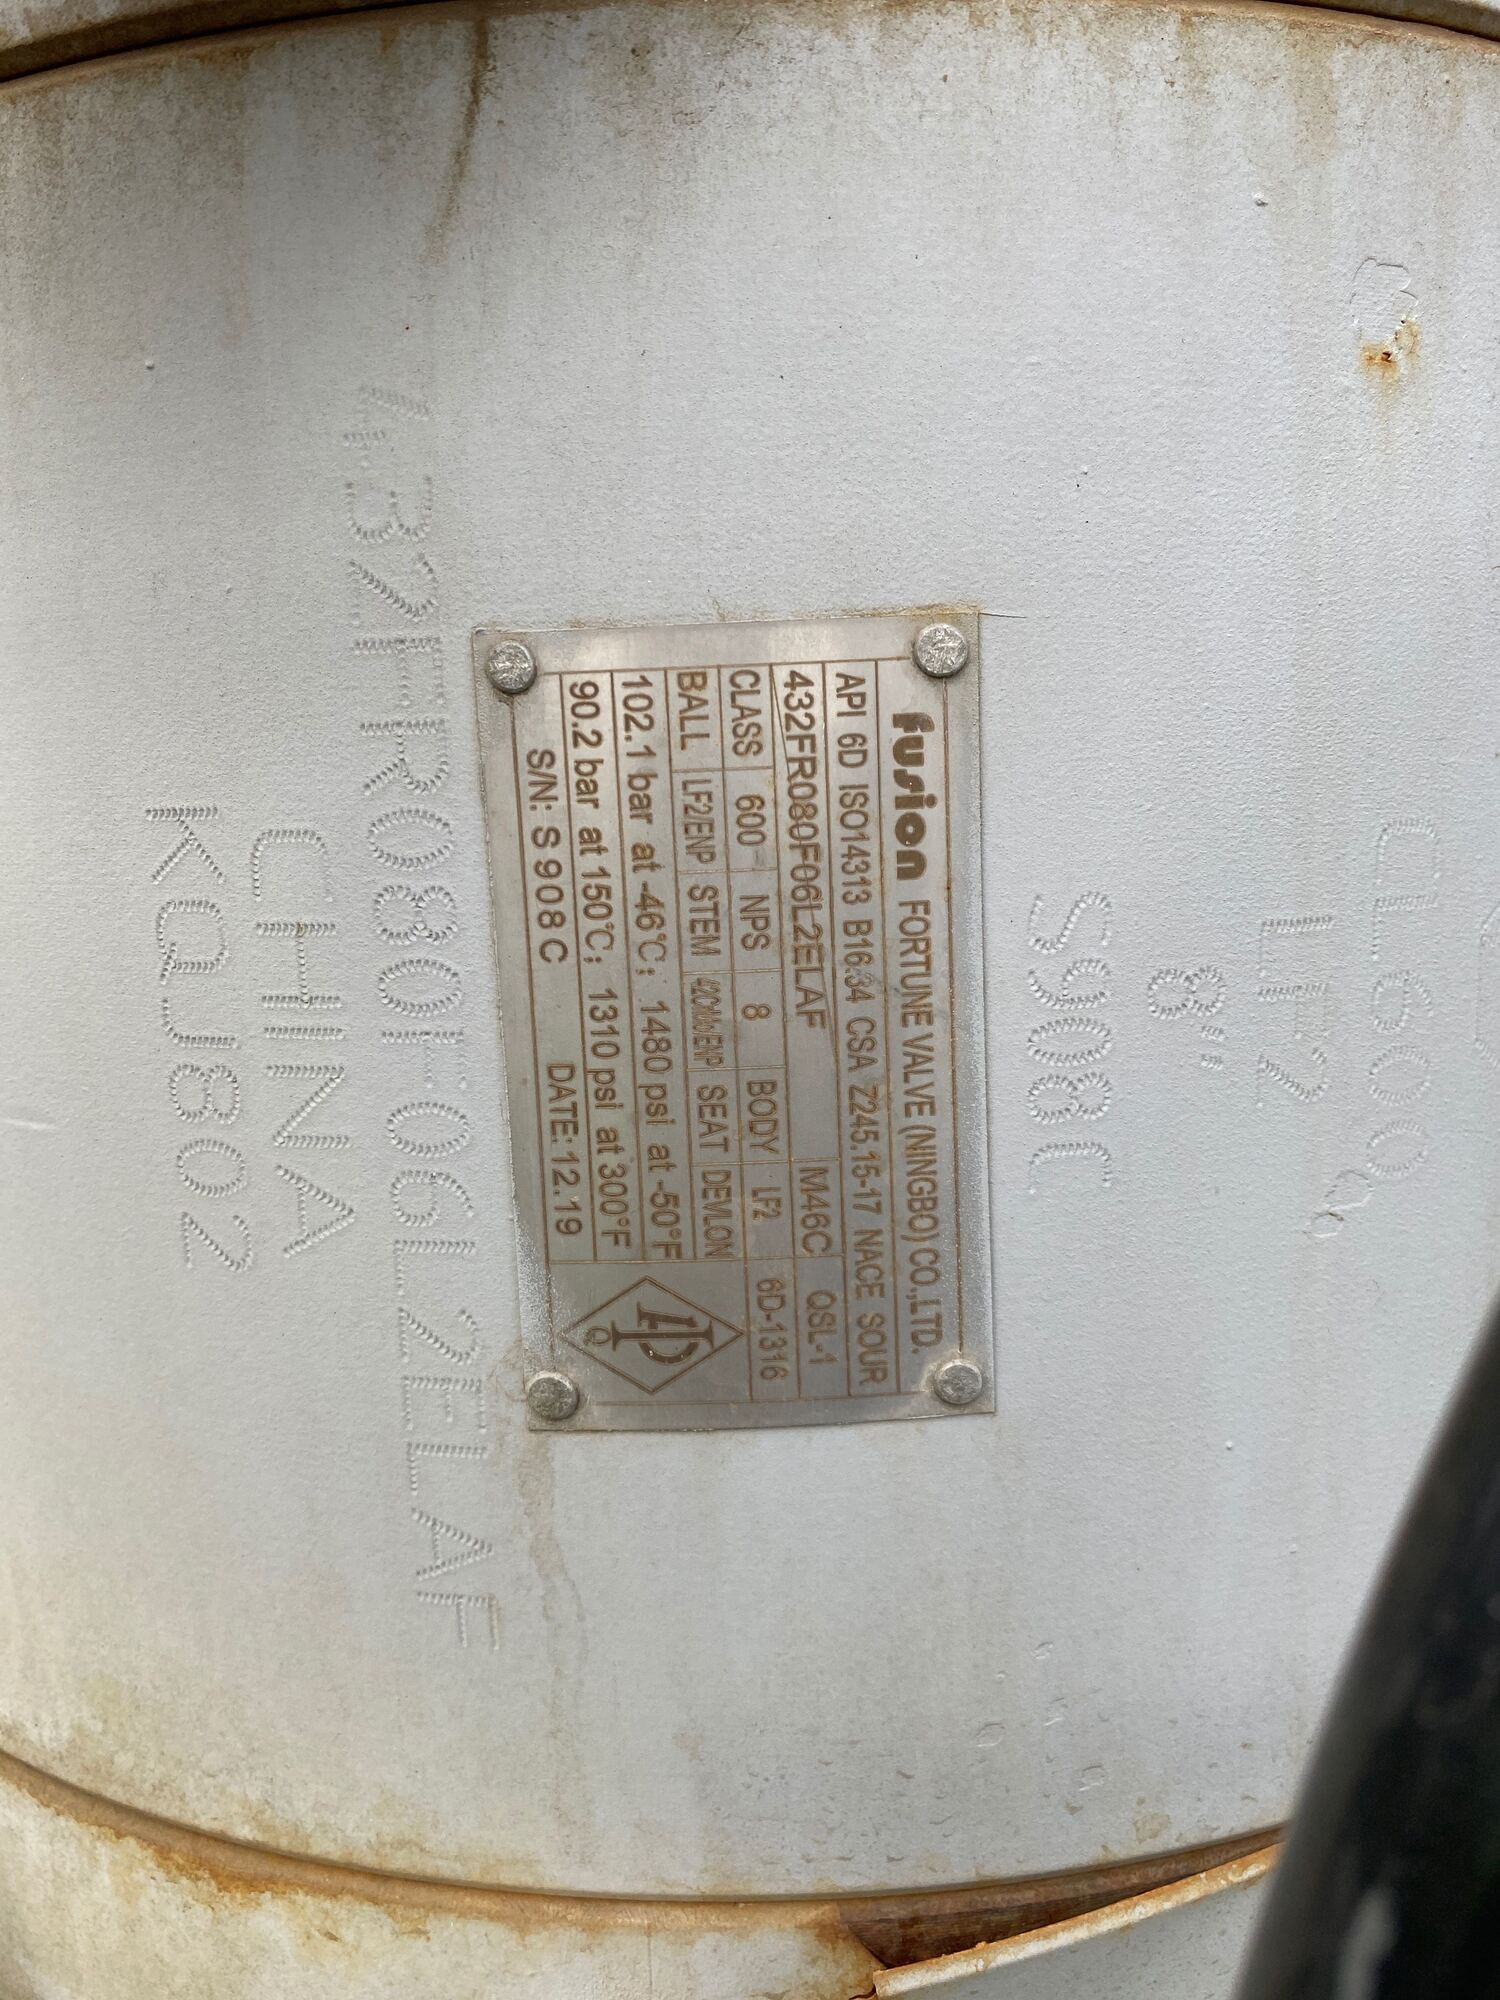 CL600
LF2
8"
S908C
fusion FORTUNE VALVE (NINGBO) CO.,LTD.
API 6D ISO14313 B16.34 CSA Z245.15-17 NACE SOUR
432FR080F06L2ELAF M46C QSL-1
CLASS 600 NPS 8 BODY LF2 6D-1316
BALL LF2/ENP STEM SEAT DEVLON
102.1 bar at -46℃; 1480 psi at -50°F
90.2 bar at 150℃; 1310 psi at 300°F
S/N: S 908 C DATE: 12.19
API
Q
432FR080F06L2ELAF
CHINA
KQJ902